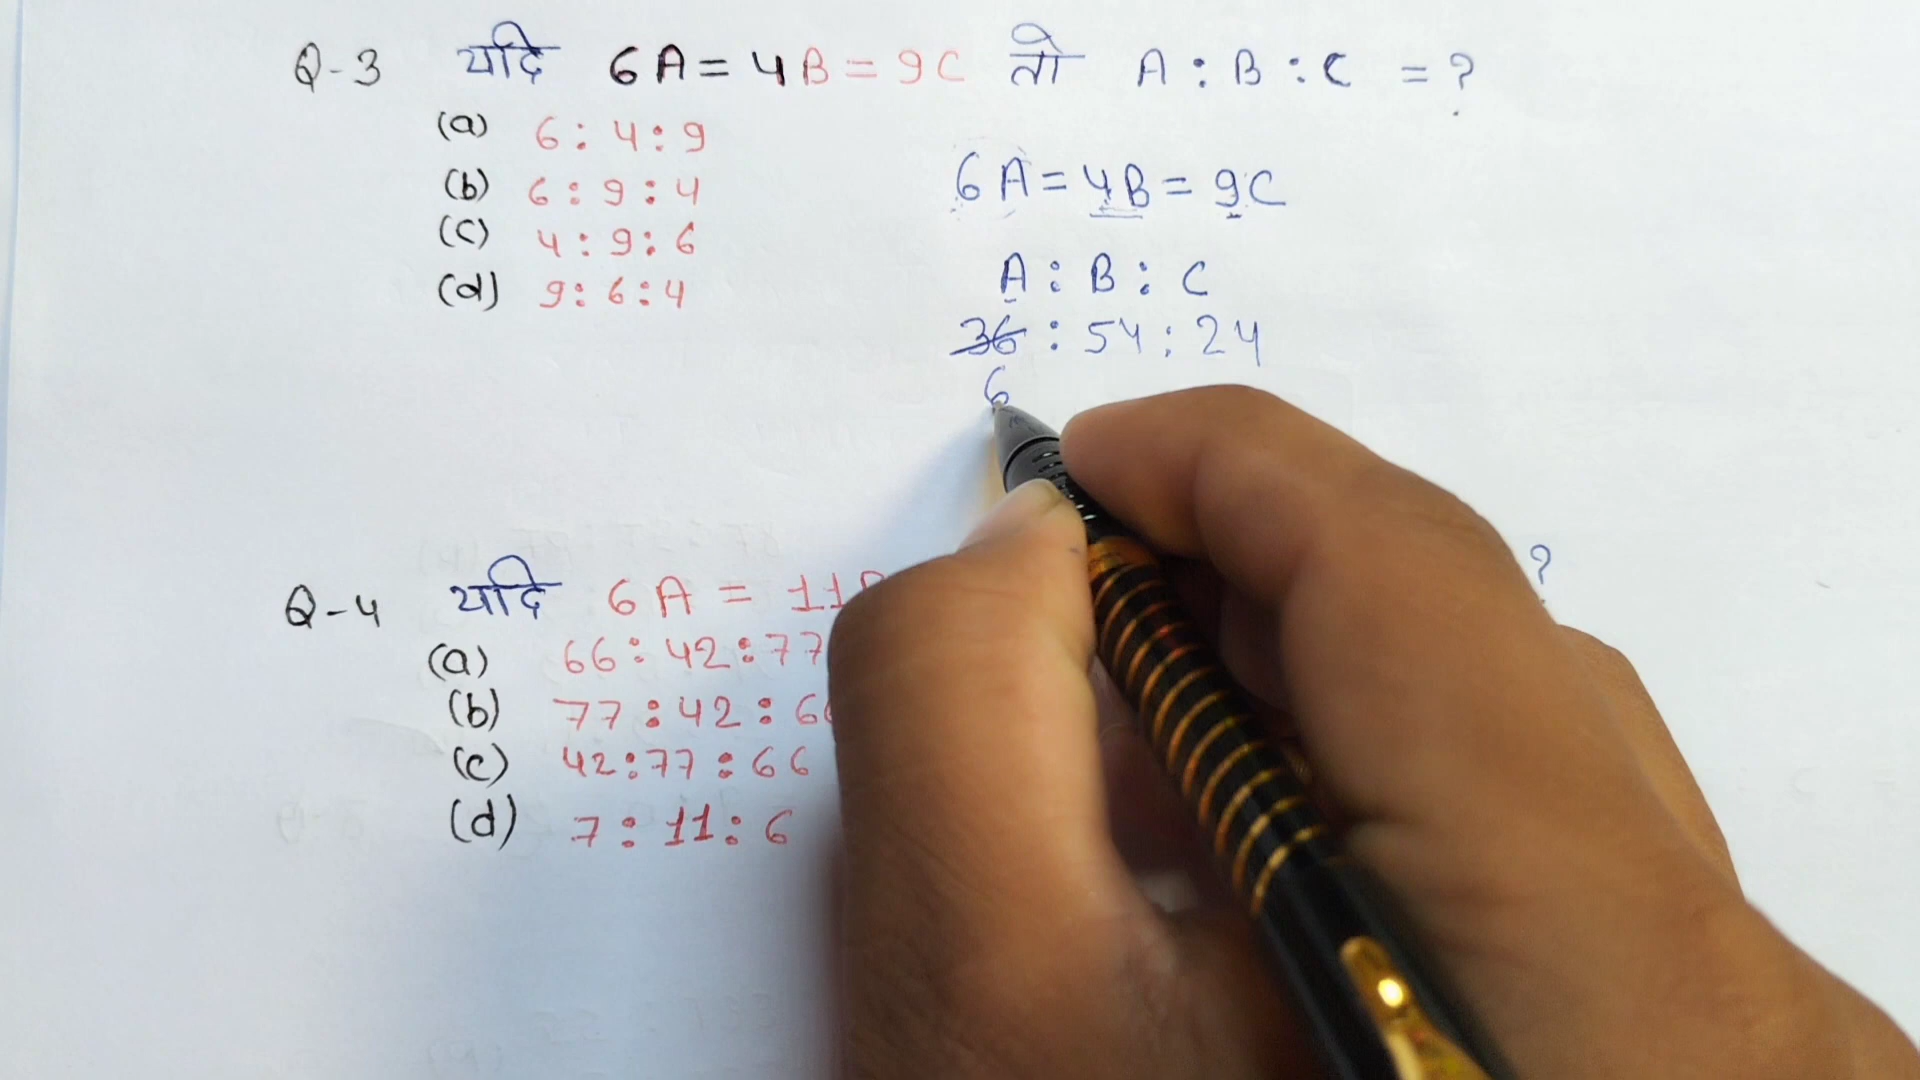 Q-3 यदि 6A = 4B = 9C तो A : B : C = ?
(a) 6 : 4 : 9
(b) 6 : 9 : 4
(c) 4 : 9 : 6
(d) 9 : 6 : 4
6A = 4B = 9C
A : B : C
36 : 54 : 24
6
Q-4 यदि 6A = 11B ?
(a) 66 : 42 : 77
(b) 77 : 42 : 66
(c) 42 : 77 : 66
(d) 7 : 11 : 6